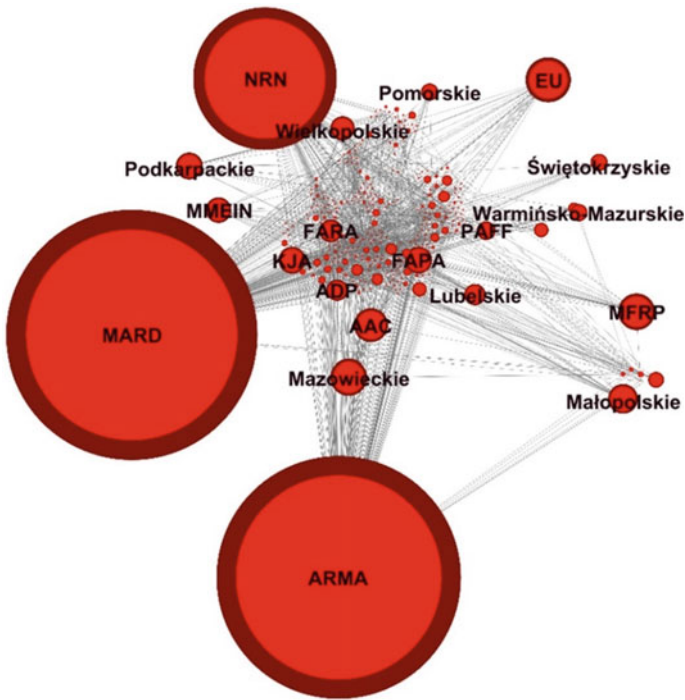 NRN
EU
Pomorskie
Wielkopolskie
Podkarpackie
Świętokrzyskie
MMEIN
Warmińsko-Mazurskie
FARA
PAFF
KJA
FAPA
ADP
Lubelskie
MFRP
AAC
MARD
Mazowieckie
Małopolskie
ARMA